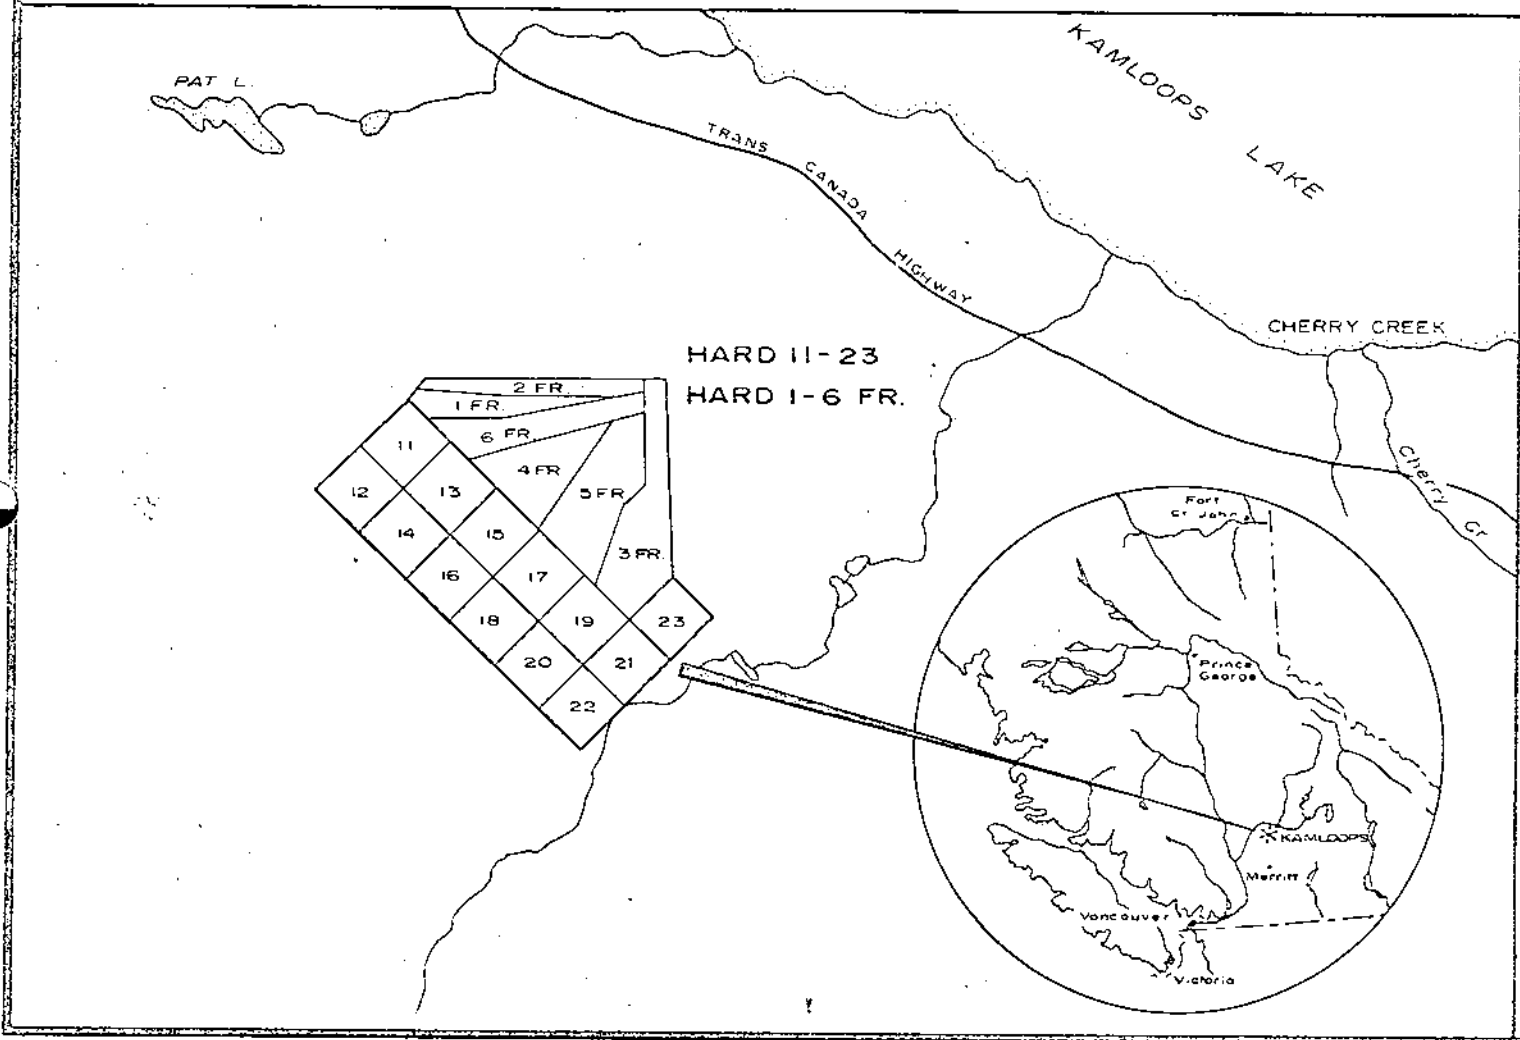 KAMLOOPS
LAKE
PAT L.
TRANS CANADA HIGHWAY
CHERRY CREEK
HARD 11-23
HARD 1-6 FR.
2 FR.
1 FR.
6 FR.
4 FR
5 FR
3 FR.
11
12
13
14
15
16
17
18
19
20
21
22
23
Cherry Cr
Fort
St John
Prince
George
KAMLOOPS
Merritt
Vancouver
Victoria